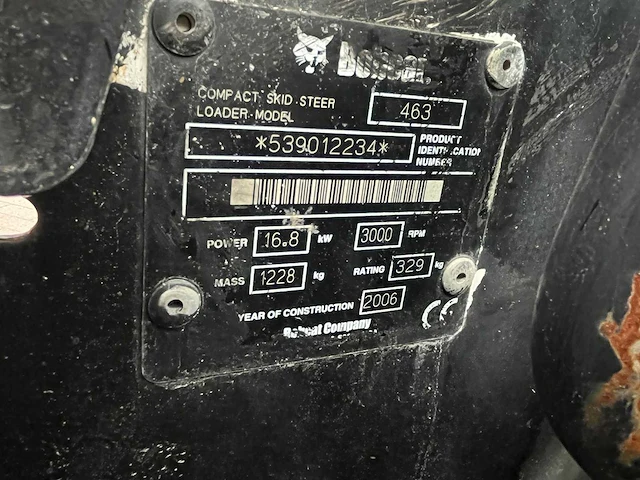 Bobcat.
COMPACT SKID-STEER
LOADER-MODEL 463
*539012234* PRODUCT
IDENTIFICATION
NUMBER
POWER 16.8 kW 3000 RPM
MASS 1228 kg RATING 329 kg
YEAR OF CONSTRUCTION 2006
Bobcat Company
CE